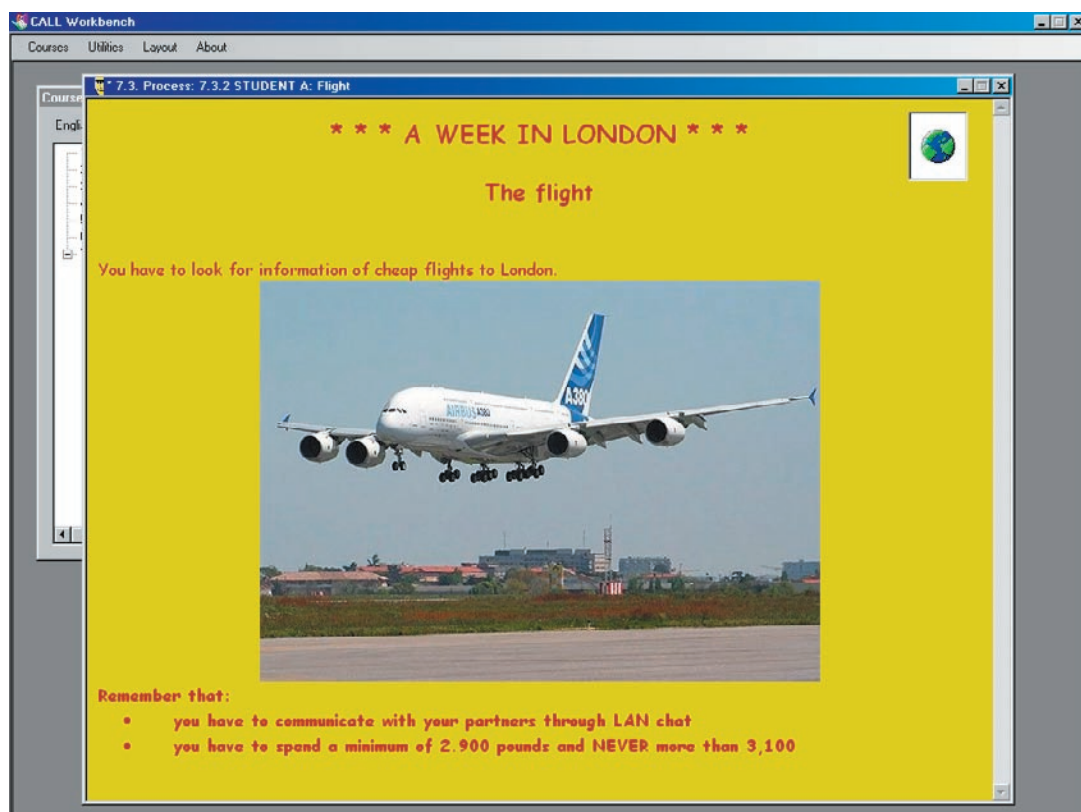 CALL Workbench
Courses Utilities Layout About
* 7.3. Process: 7.3.2 STUDENT A: Flight
Course
Engli
* * * A WEEK IN LONDON * * *
The flight
You have to look for information of cheap flights to London.
AIRBUS A380
A380
Remember that:
• you have to communicate with your partners through LAN chat
• you have to spend a minimum of 2.900 pounds and NEVER more than 3,100